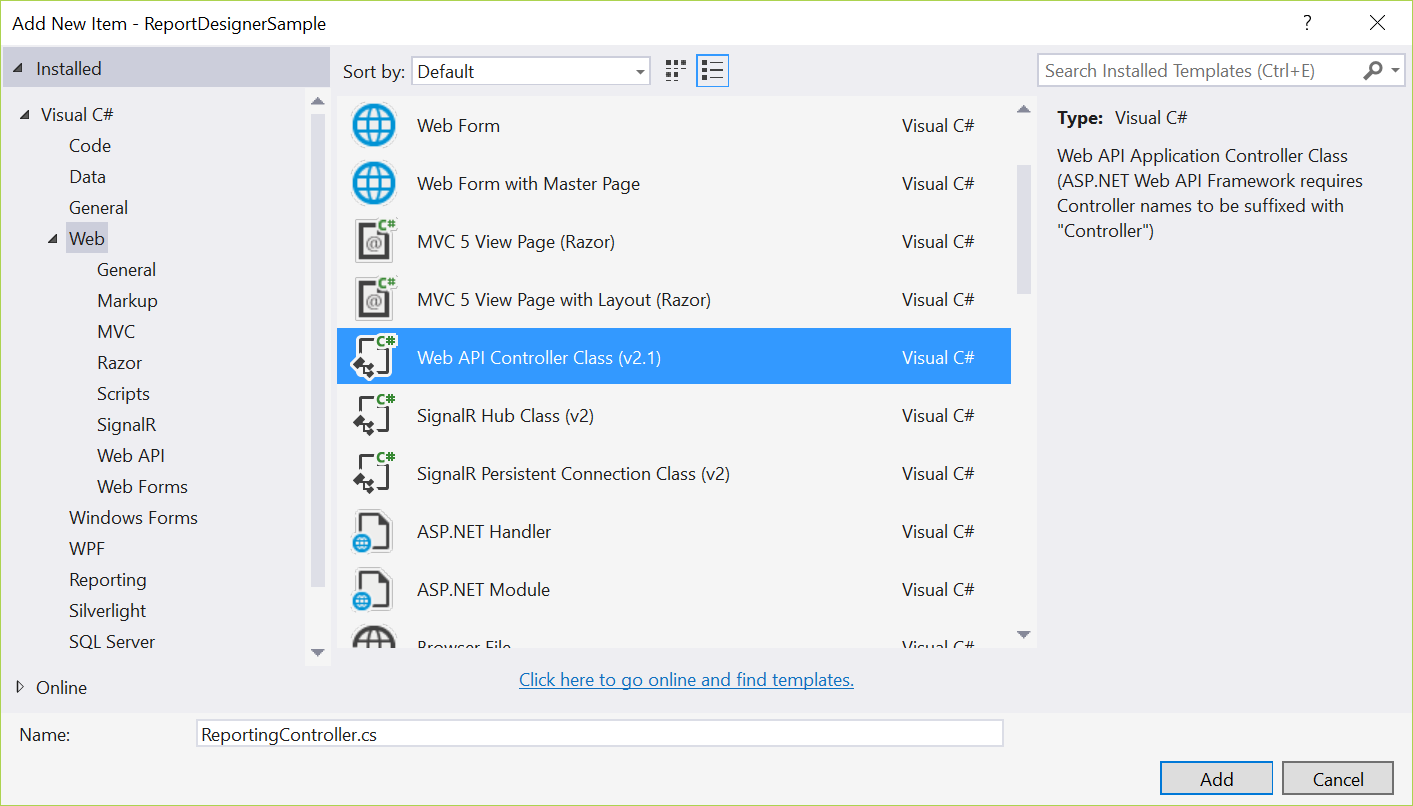 Add New Item - ReportDesignerSample
?
Installed
Sort by: Default
Search Installed Templates (Ctrl+E)
Visual C#
Code
Data
General
Web
General
Markup
MVC
Razor
Scripts
SignalR
Web API
Web Forms
Windows Forms
WPF
Reporting
Silverlight
SQL Server
Online
Web Form Visual C#
Web Form with Master Page Visual C#
C#
MVC 5 View Page (Razor) Visual C#
C#
MVC 5 View Page with Layout (Razor) Visual C#
C#
Web API Controller Class (v2.1) Visual C#
C#
SignalR Hub Class (v2) Visual C#
C#
SignalR Persistent Connection Class (v2) Visual C#
ASP.NET Handler Visual C#
ASP.NET Module Visual C#
Browser File Visual C#
Click here to go online and find templates.
Type: Visual C#
Web API Application Controller Class
(ASP.NET Web API Framework requires
Controller names to be suffixed with
"Controller")
Name: ReportingController.cs
Add Cancel